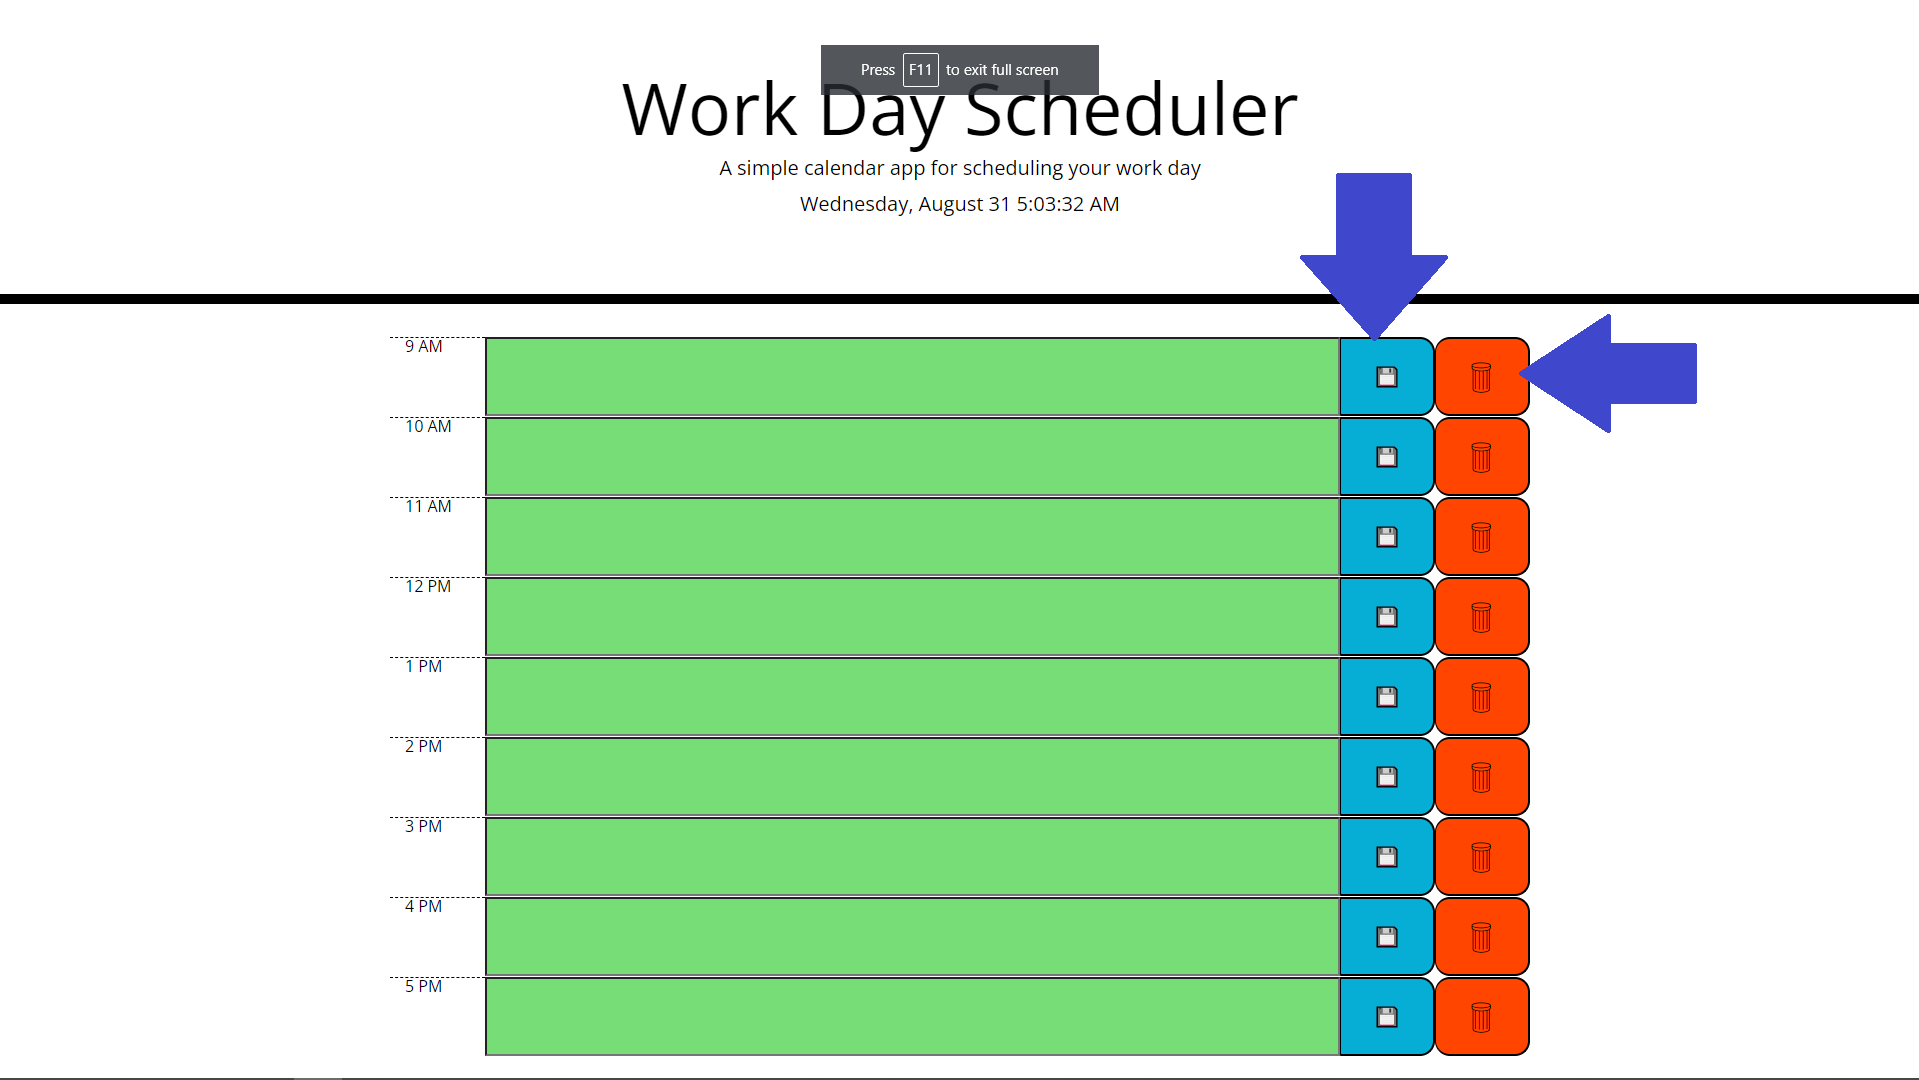 Press F11 to exit full screen
Work Day Scheduler
A simple calendar app for scheduling your work day
Wednesday, August 31 5:03:32 AM
9 AM
10 AM
11 AM
12 PM
1 PM
2 PM
3 PM
4 PM
5 PM